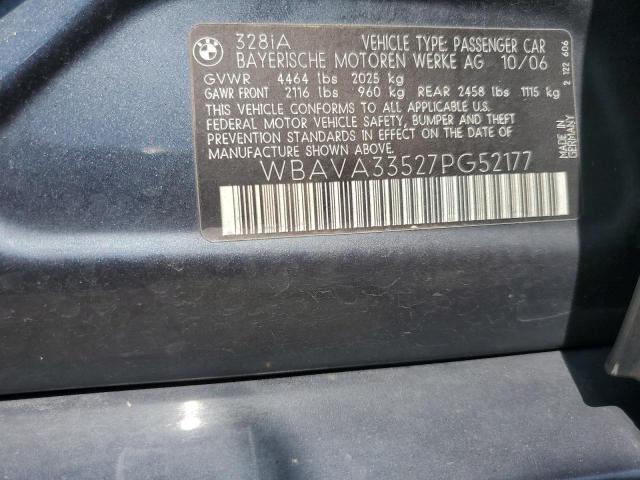 328iA VEHICLE TYPE: PASSENGER CAR
BAYERISCHE MOTOREN WERKE AG 10/06
GVWR 4464 lbs 2025 kg
GAWR FRONT 2116 lbs 960 kg REAR 2458 lbs 1115 kg
THIS VEHICLE CONFORMS TO ALL APPLICABLE U.S.
FEDERAL MOTOR VEHICLE SAFETY, BUMPER AND THEFT
PREVENTION STANDARDS IN EFFECT ON THE DATE OF
MANUFACTURE SHOWN ABOVE:
WBAVA33527PG52177
2 122 606
MADE IN
GERMANY